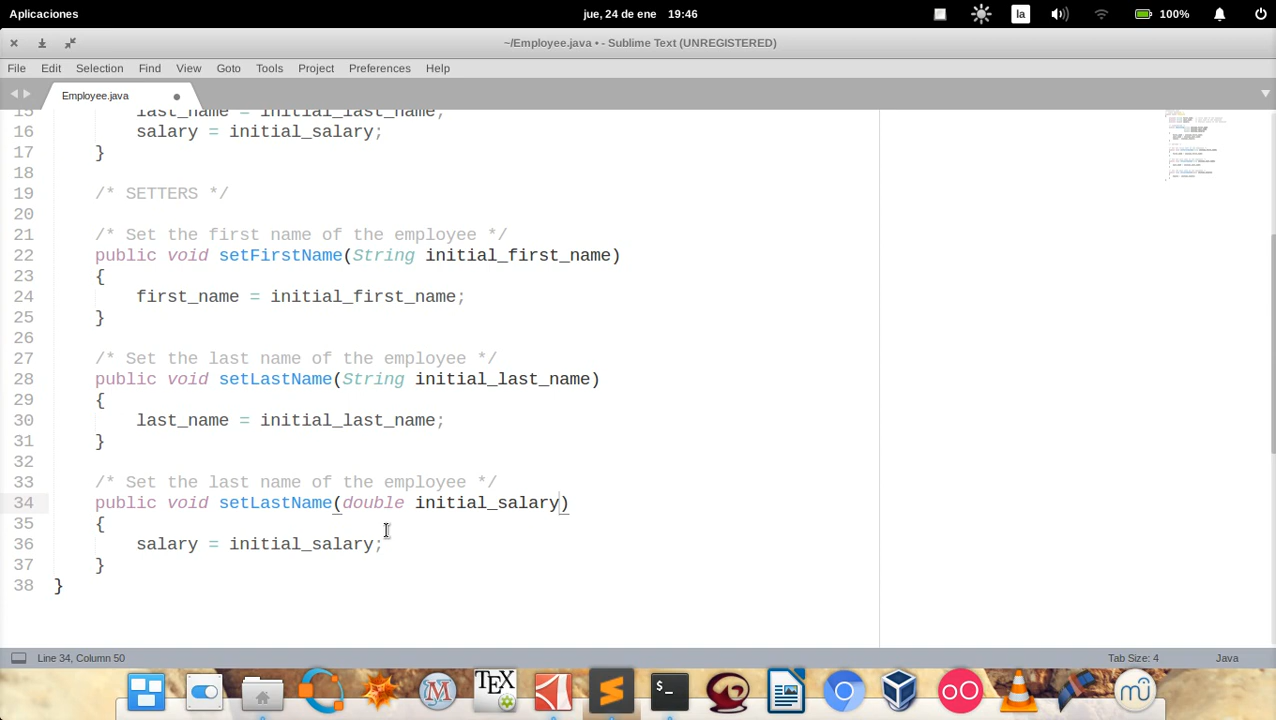 Aplicaciones
jue, 24 de ene 19:46
la
100%
~/Employee.java • - Sublime Text (UNREGISTERED)
File Edit Selection Find View Goto Tools Project Preferences Help
Employee.java
15 last_name = initial_last_name;
16 salary = initial_salary;
17 }
18
19 /* SETTERS */
20
21 /* Set the first name of the employee */
22 public void setFirstName(String initial_first_name)
23 {
24 first_name = initial_first_name;
25 }
26
27 /* Set the last name of the employee */
28 public void setLastName(String initial_last_name)
29 {
30 last_name = initial_last_name;
31 }
32
33 /* Set the last name of the employee */
34 public void setLastName(double initial_salary)
35 {
36 salary = initial_salary;
37 }
38 }
Line 34, Column 50
Tab Size: 4
Java
TEX